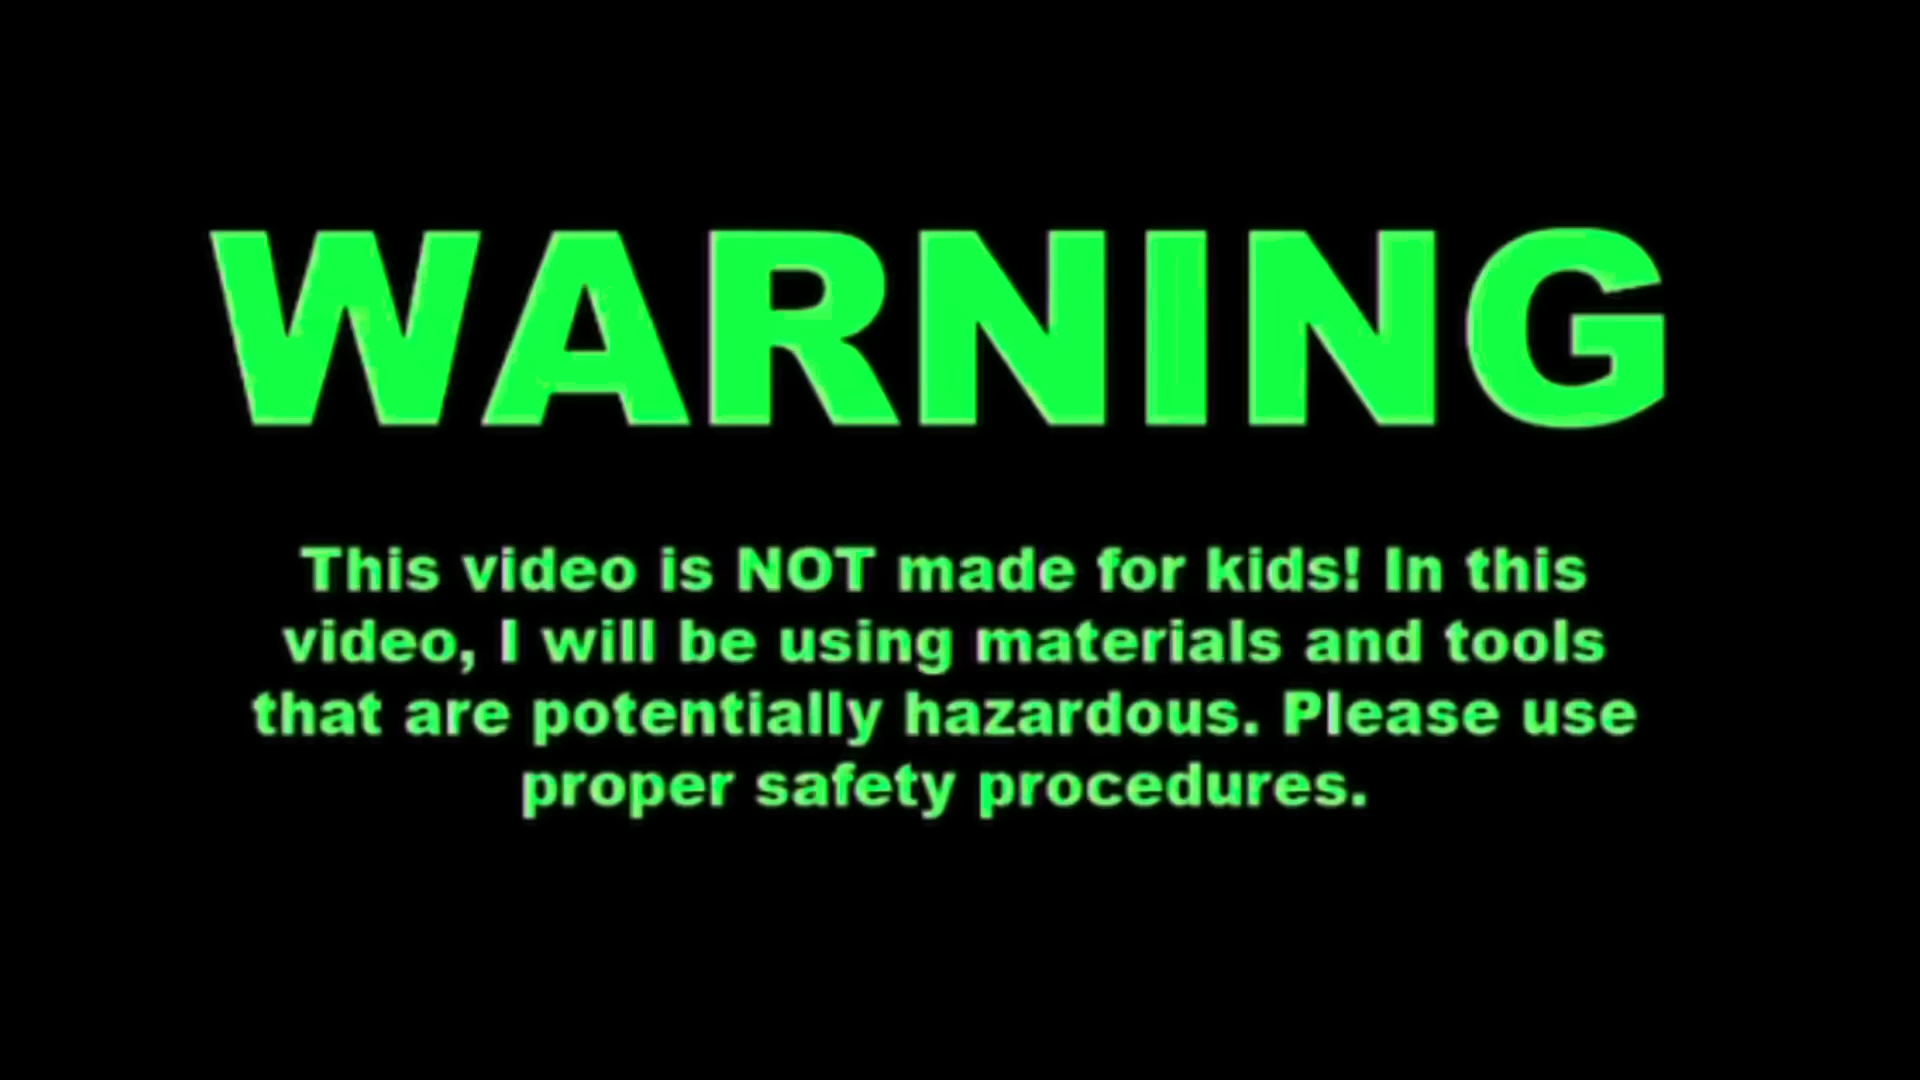 WARNING
This video is NOT made for kids! In this
video, I will be using materials and tools
that are potentially hazardous. Please use
proper safety procedures.